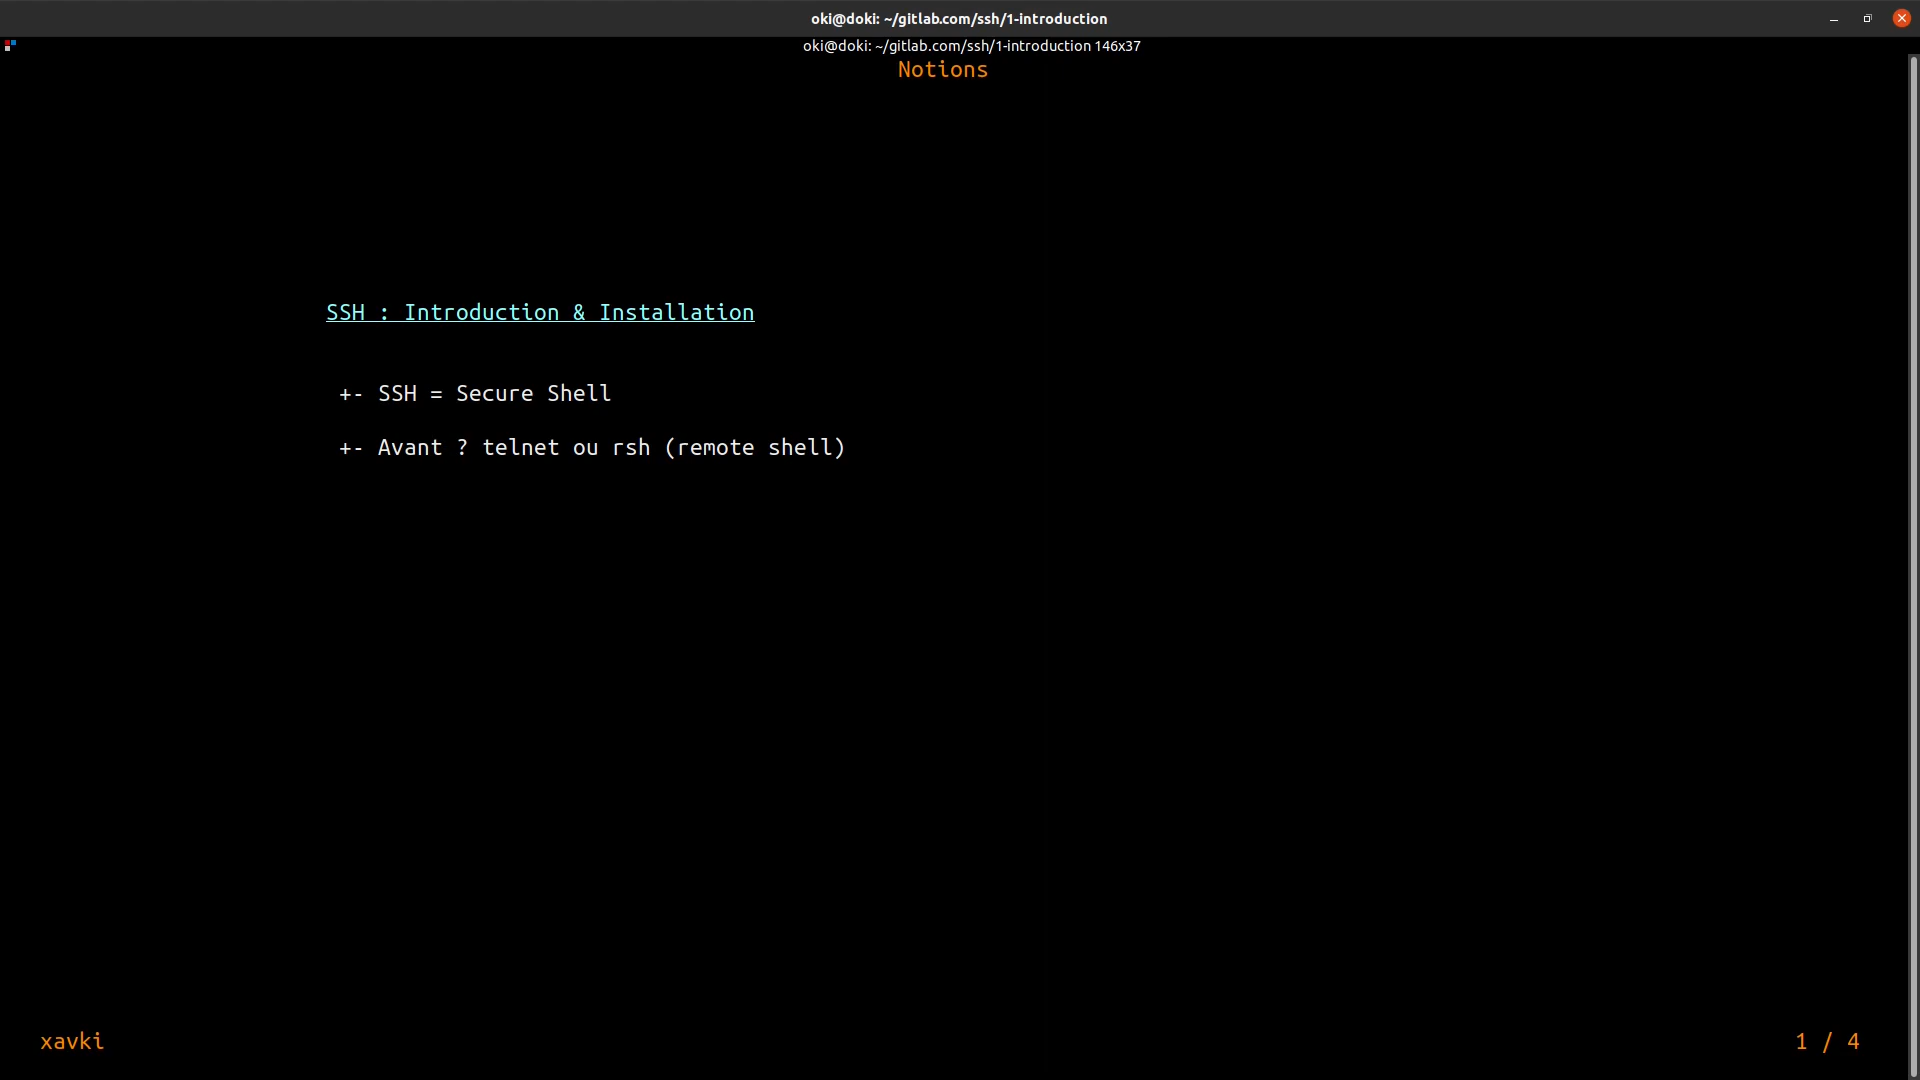 oki@doki: ~/gitlab.com/ssh/1-introduction
oki@doki: ~/gitlab.com/ssh/1-introduction 146x37
Notions
SSH : Introduction & Installation
+- SSH = Secure Shell
+- Avant ? telnet ou rsh (remote shell)
xavki
1 / 4